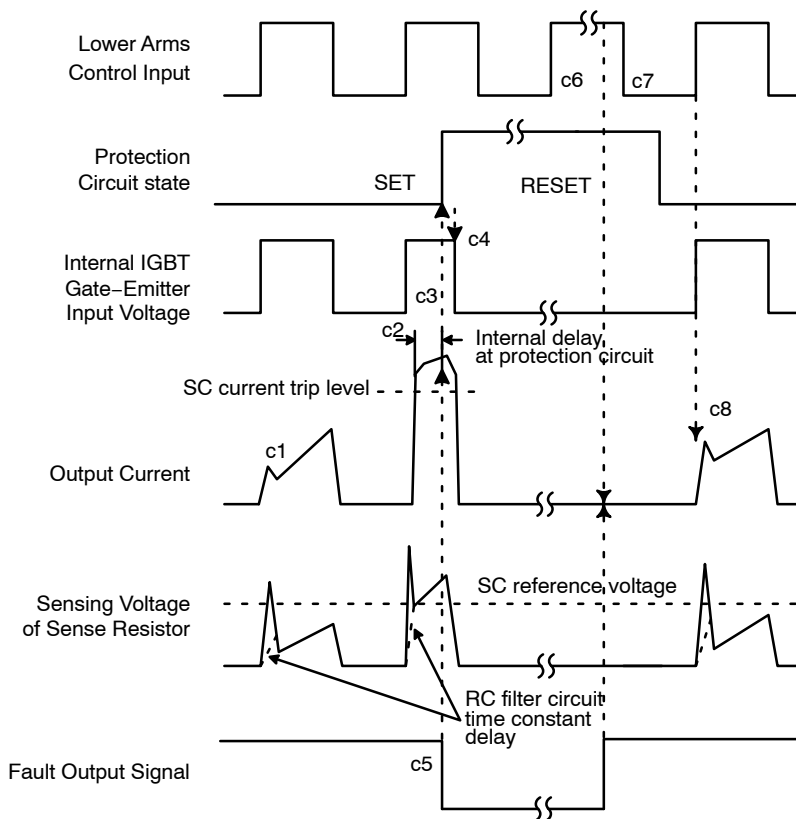 Lower Arms
Control Input
c6
c7
Protection
Circuit state
SET
RESET
c4
Internal IGBT
Gate−Emitter
Input Voltage
c3
c2
Internal delay
at protection circuit
SC current trip level
c8
c1
Output Current
SC reference voltage
Sensing Voltage
of Sense Resistor
RC filter circuit
time constant
delay
c5
Fault Output Signal